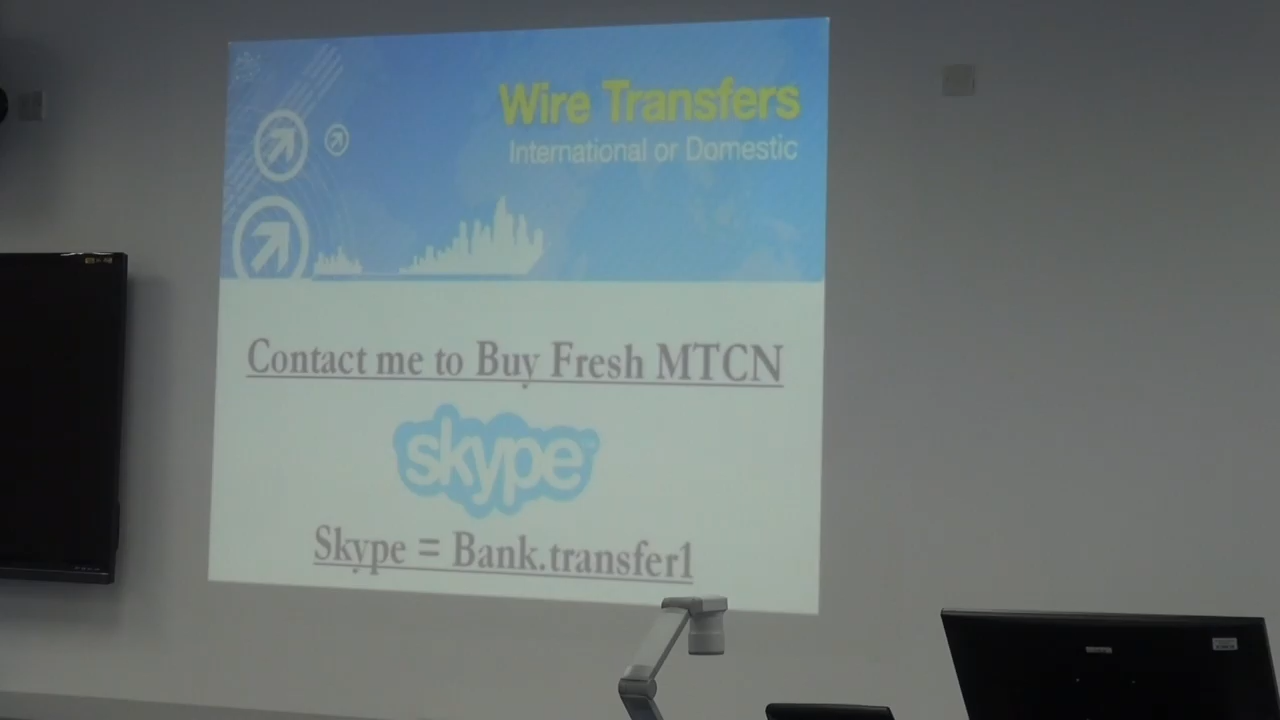 Wire Transfers
International or Domestic
Contact me to Buy Fresh MTCN
skype
Skype = Bank.transfer1